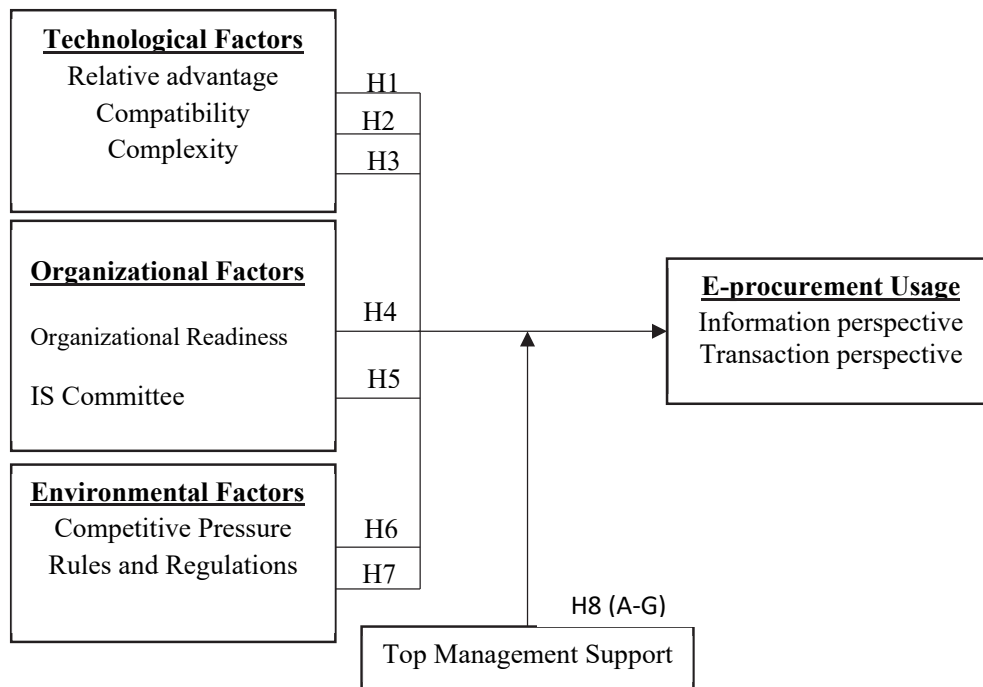 Technological Factors
Relative advantage
Compatibility
Complexity
H1
H2
H3
Organizational Factors
Organizational Readiness
IS Committee
H4
H5
Environmental Factors
Competitive Pressure
Rules and Regulations
H6
H7
E-procurement Usage
Information perspective
Transaction perspective
H8 (A-G)
Top Management Support